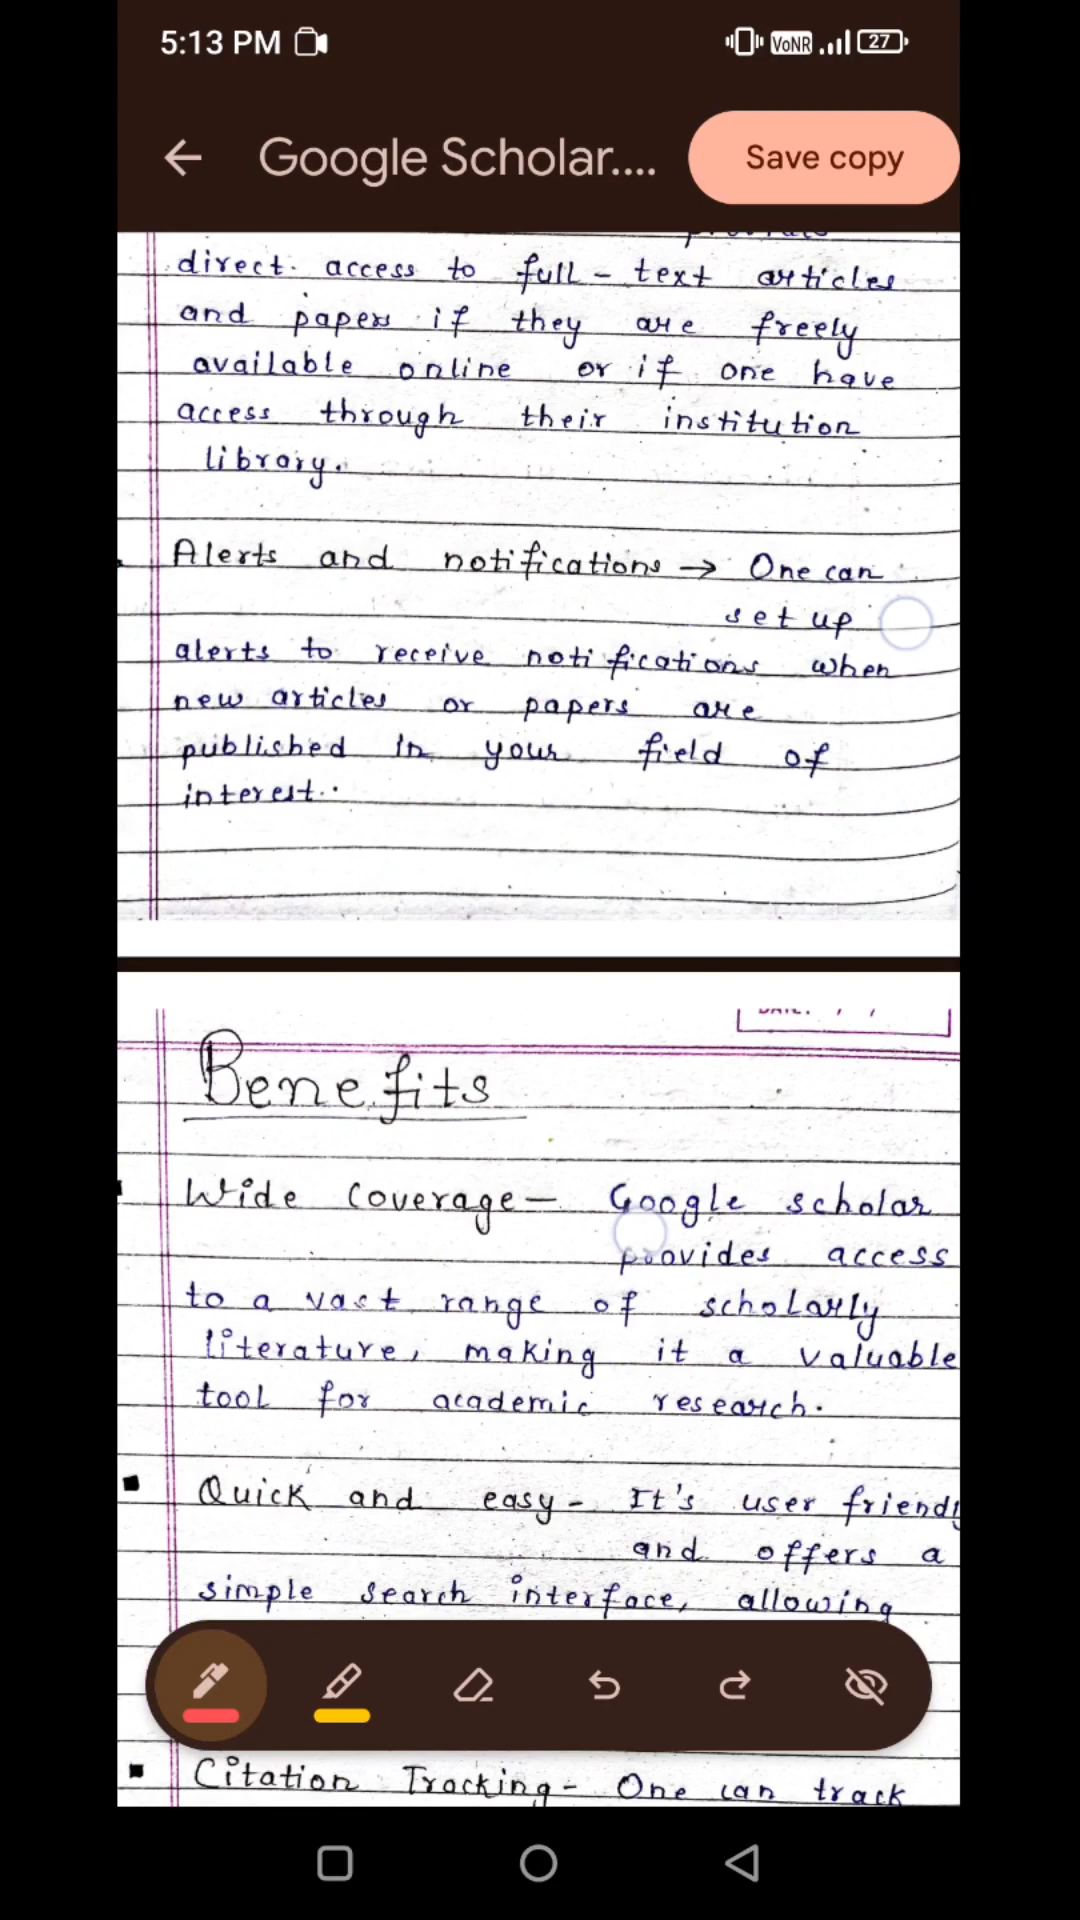 5:13 PM
VoNR
27
Google Scholar....
Save copy
direct access to full-text articles
and papers if they are freely
available online or if one have
access through their institution
library.
Alerts and notifications → One can
set up
alerts to receive notifications when
new articles or papers are
published in your field of
interest.
DATE: / /
Benefits
Wide coverage - Google scholar
provides access
to a vast range of scholarly
literature, making it a valuable
tool for academic research.
Quick and easy - It's user friendly
and offers a
simple search interface, allowing
Citation Tracking - One can track